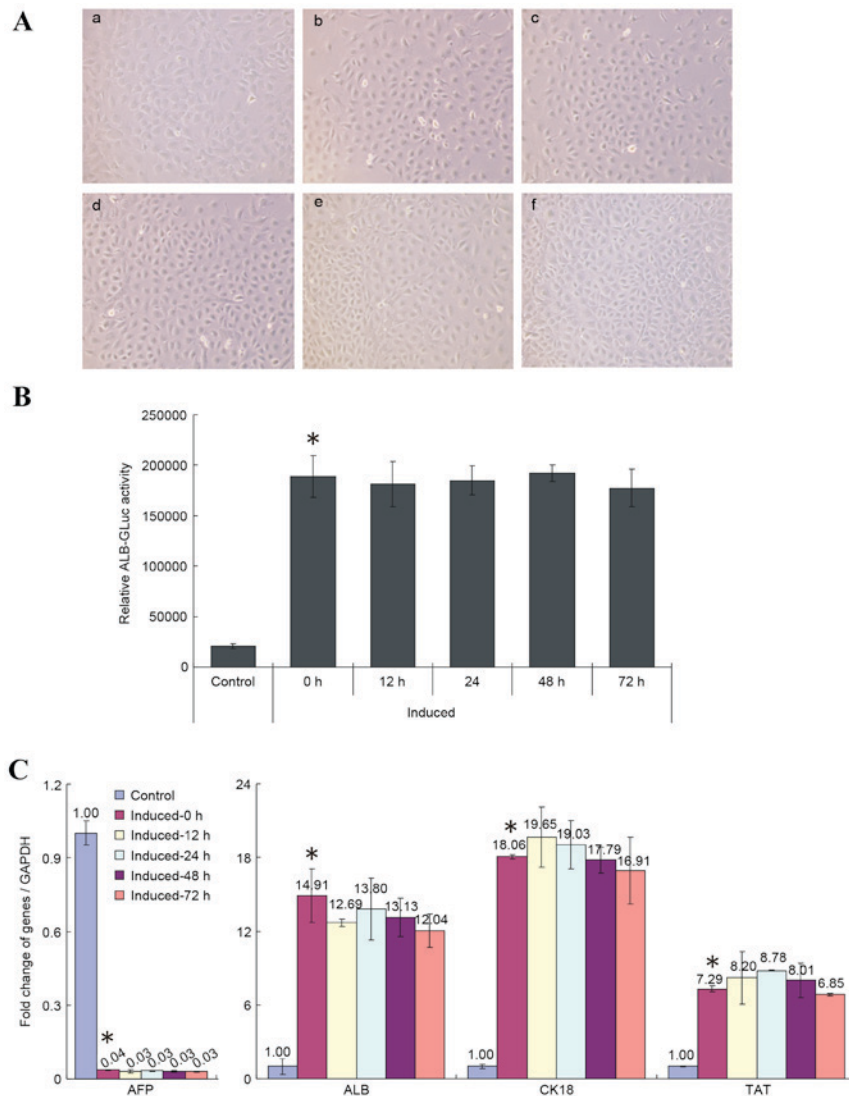 A
a
b
c
d
e
f
B
Relative ALB-GLuc activity
250000
200000
150000
100000
50000
0
*
Control
0 h
12 h
24
48 h
72 h
Induced
C
Fold change of genes / GAPDH
1.2
0.9
0.6
0.3
0
Control
Induced-0 h
Induced-12 h
Induced-24 h
Induced-48 h
Induced-72 h
1.00
*
0.04
0.03
0.03
0.03
0.03
AFP
24
18
12
6
0
1.00
*
14.91
12.69
13.80
13.13
12.04
ALB
1.00
*
18.06
19.65
19.03
17.79
16.91
CK18
1.00
*
7.29
8.20
8.78
8.01
6.85
TAT